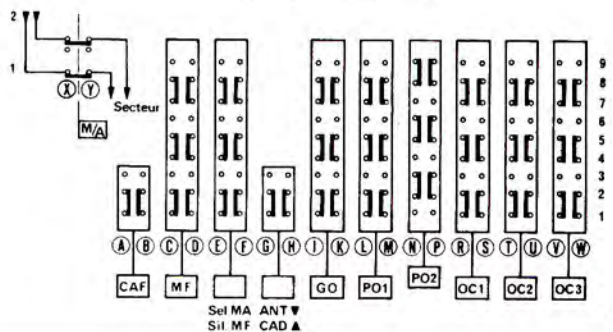 2
1
X Y
Secteur
M/A
9
8
7
6
5
4
3
2
1
A B C D E F G H I K L M N P R S T U V W
CAF MF GO PO1 PO2 OC1 OC2 OC3
Sel MA ANT ▼
Sil. MF CAD ▲